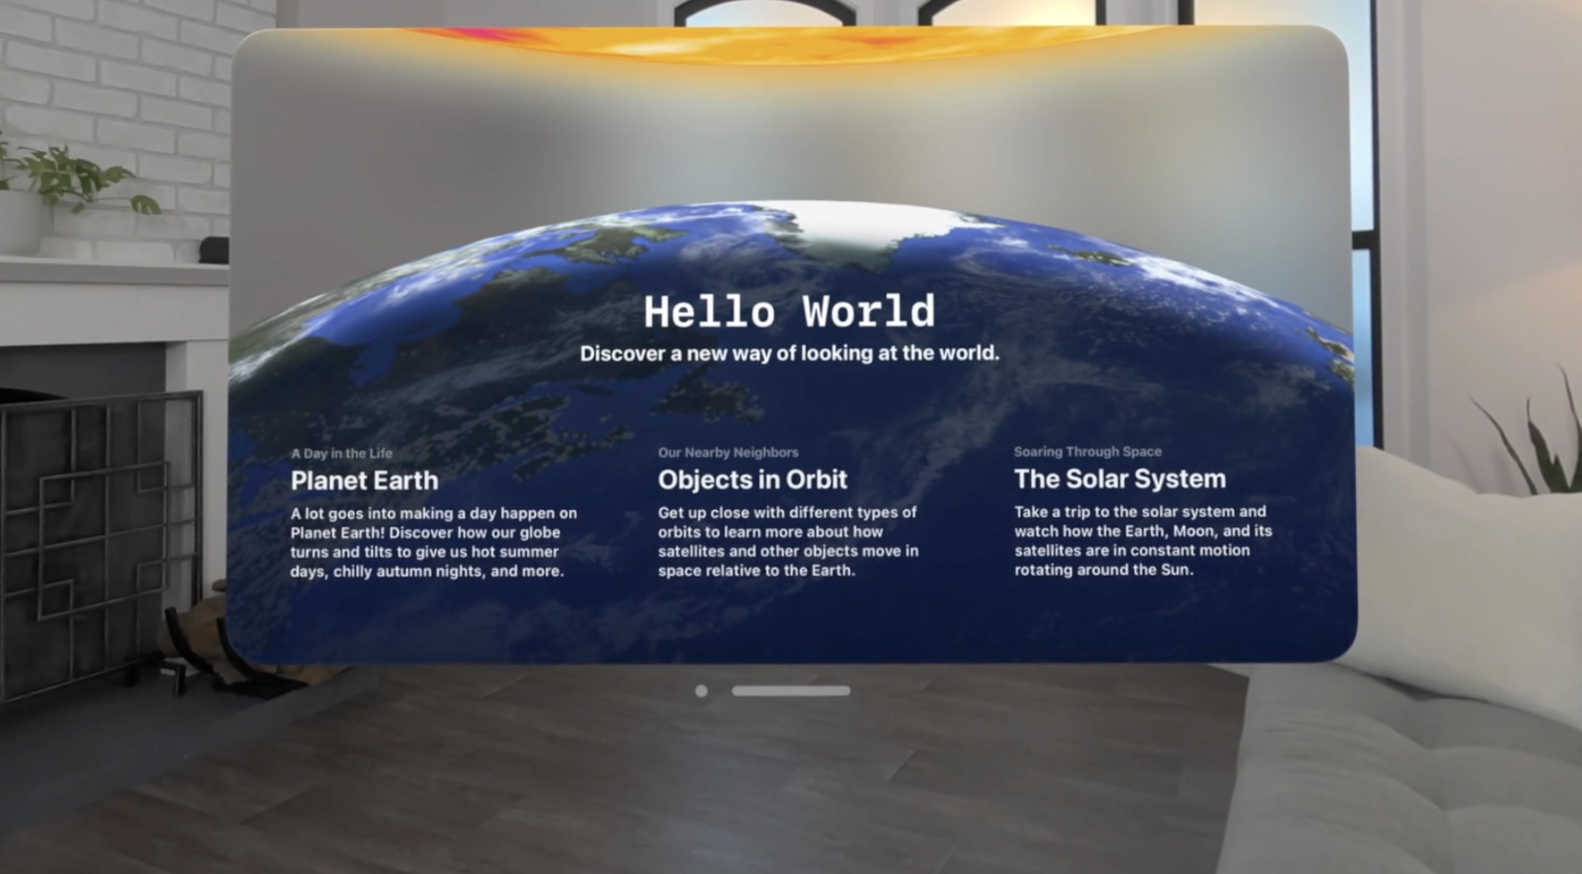 Hello World
Discover a new way of looking at the world.
A Day in the Life
Planet Earth
A lot goes into making a day happen on
Planet Earth! Discover how our globe
turns and tilts to give us hot summer
days, chilly autumn nights, and more.
Our Nearby Neighbors
Objects in Orbit
Get up close with different types of
orbits to learn more about how
satellites and other objects move in
space relative to the Earth.
Soaring Through Space
The Solar System
Take a trip to the solar system and
watch how the Earth, Moon, and its
satellites are in constant motion
rotating around the Sun.